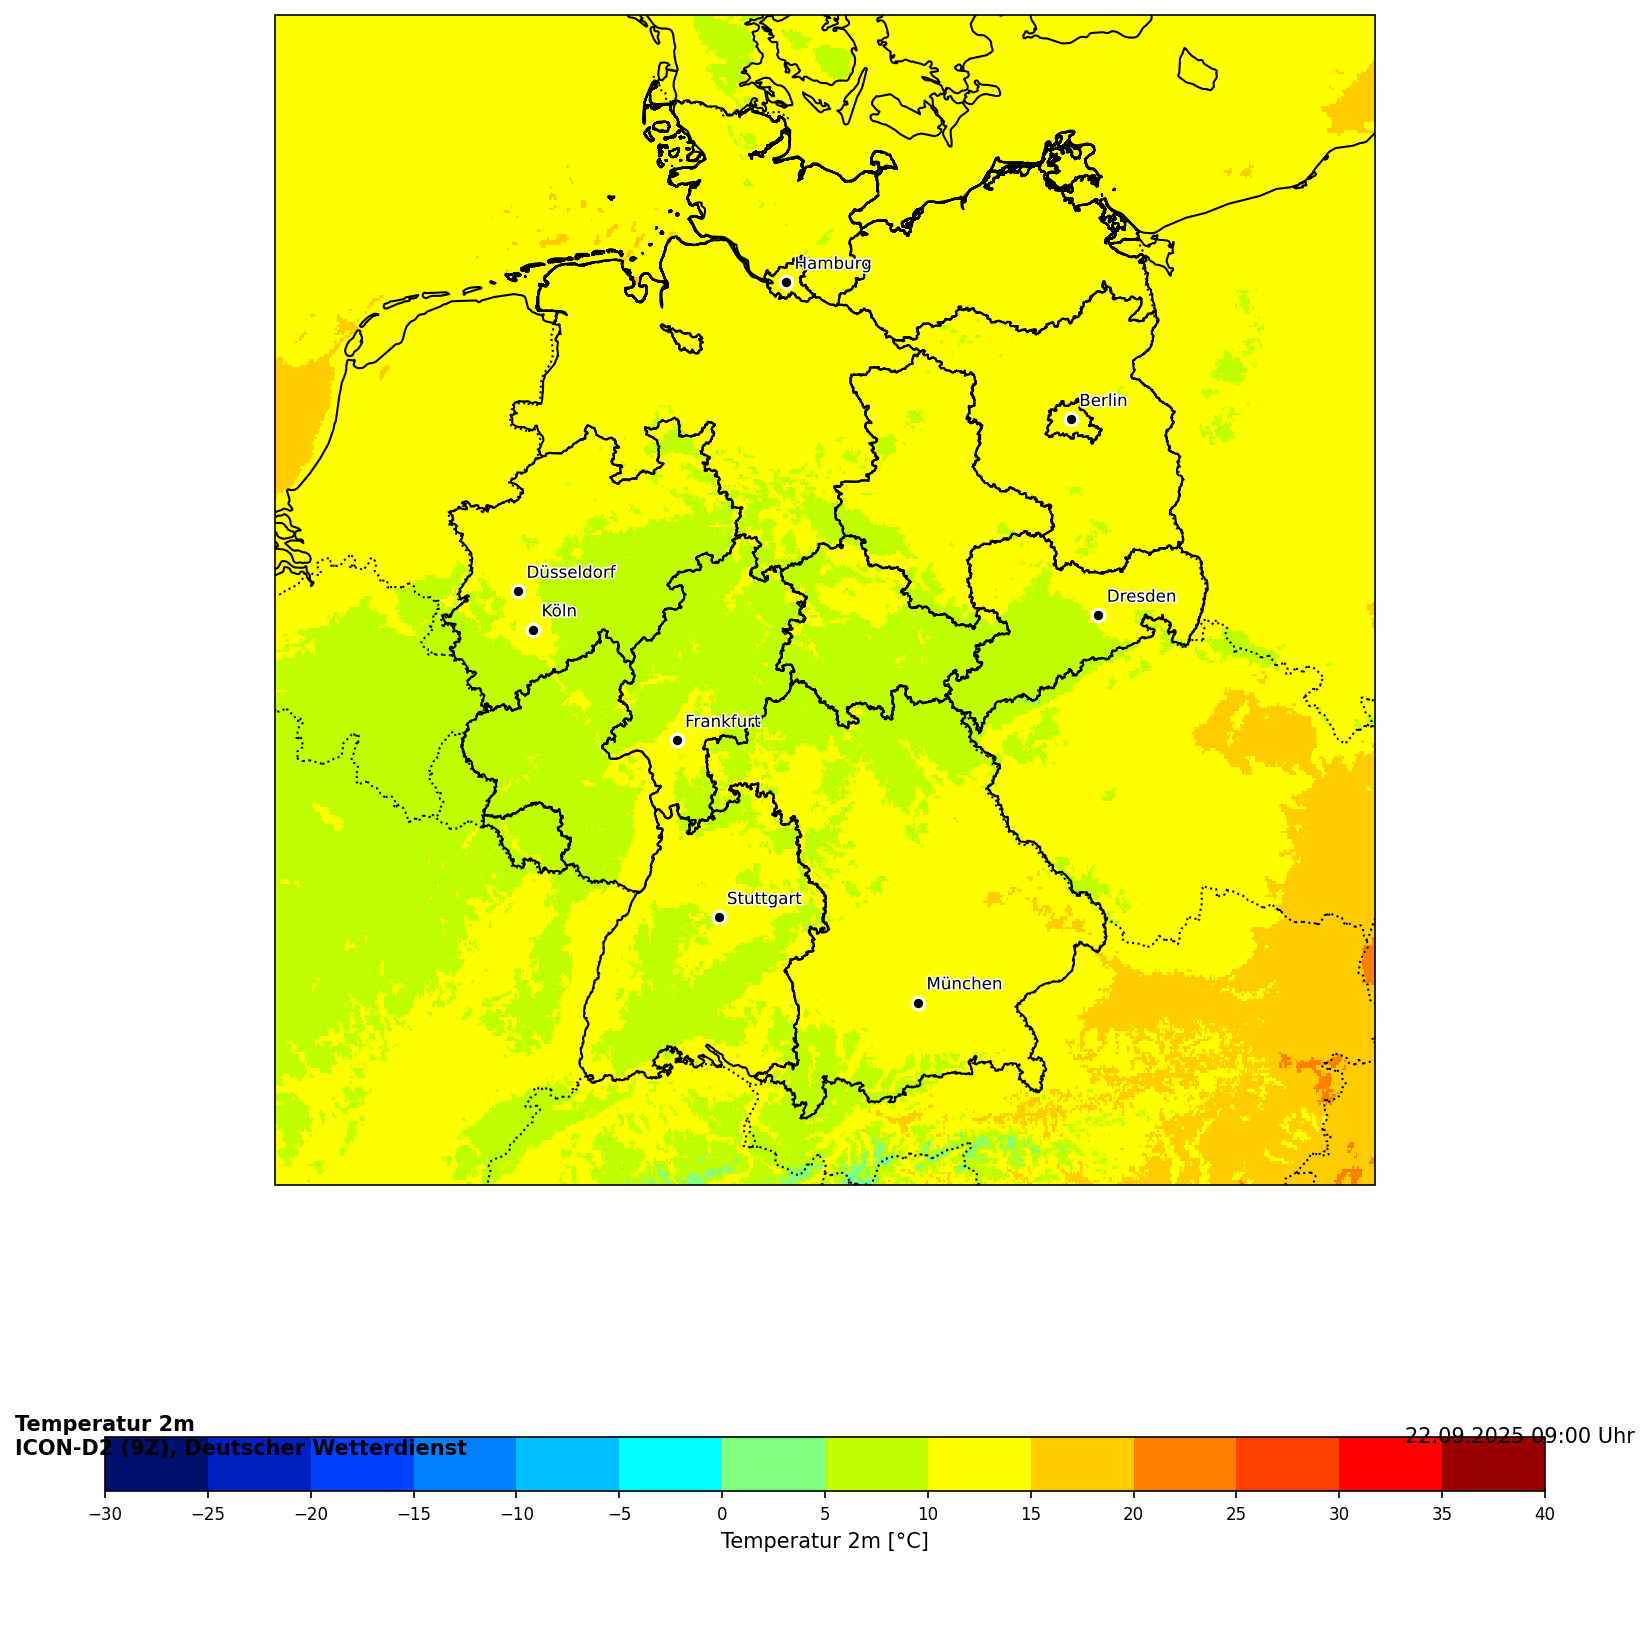 Hamburg
Berlin
Düsseldorf
Köln
Dresden
Frankfurt
Stuttgart
München
Temperatur 2m
ICON-D2 (9Z), Deutscher Wetterdienst
22.09.2025 09:00 Uhr
−30 −25 −20 −15 −10 −5 0 5 10 15 20 25 30 35 40
Temperatur 2m [°C]